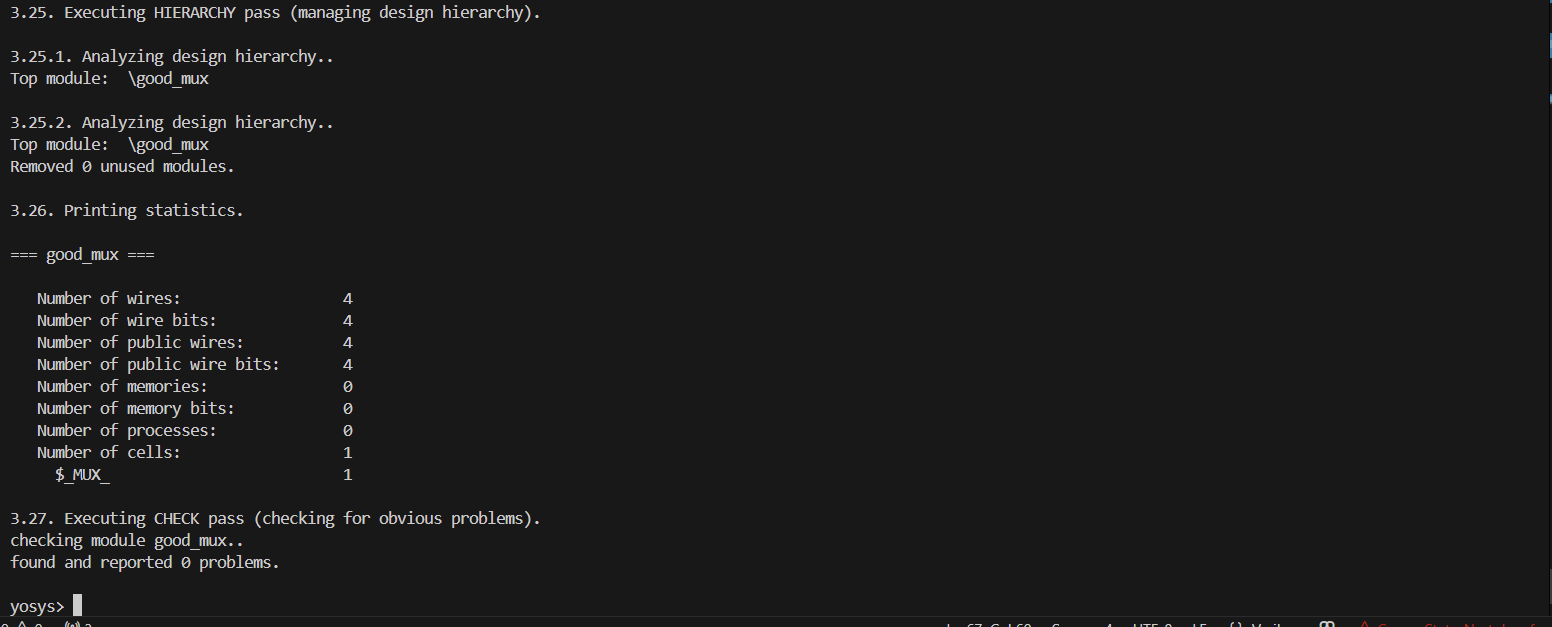 3.25. Executing HIERARCHY pass (managing design hierarchy).
3.25.1. Analyzing design hierarchy..
Top module:  \good_mux
3.25.2. Analyzing design hierarchy..
Top module:  \good_mux
Removed 0 unused modules.
3.26. Printing statistics.
=== good_mux ===
Number of wires: 4
Number of wire bits: 4
Number of public wires: 4
Number of public wire bits: 4
Number of memories: 0
Number of memory bits: 0
Number of processes: 0
Number of cells: 1
$_MUX_ 1
3.27. Executing CHECK pass (checking for obvious problems).
checking module good_mux..
found and reported 0 problems.
yosys>